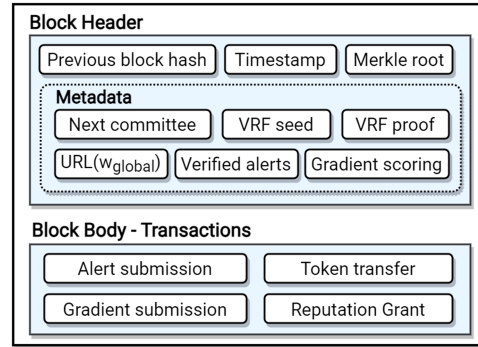 Block Header
Previous block hash Timestamp Merkle root
Metadata
Next committee VRF seed VRF proof
URL(wglobal) Verified alerts Gradient scoring
Block Body - Transactions
Alert submission Token transfer
Gradient submission Reputation Grant